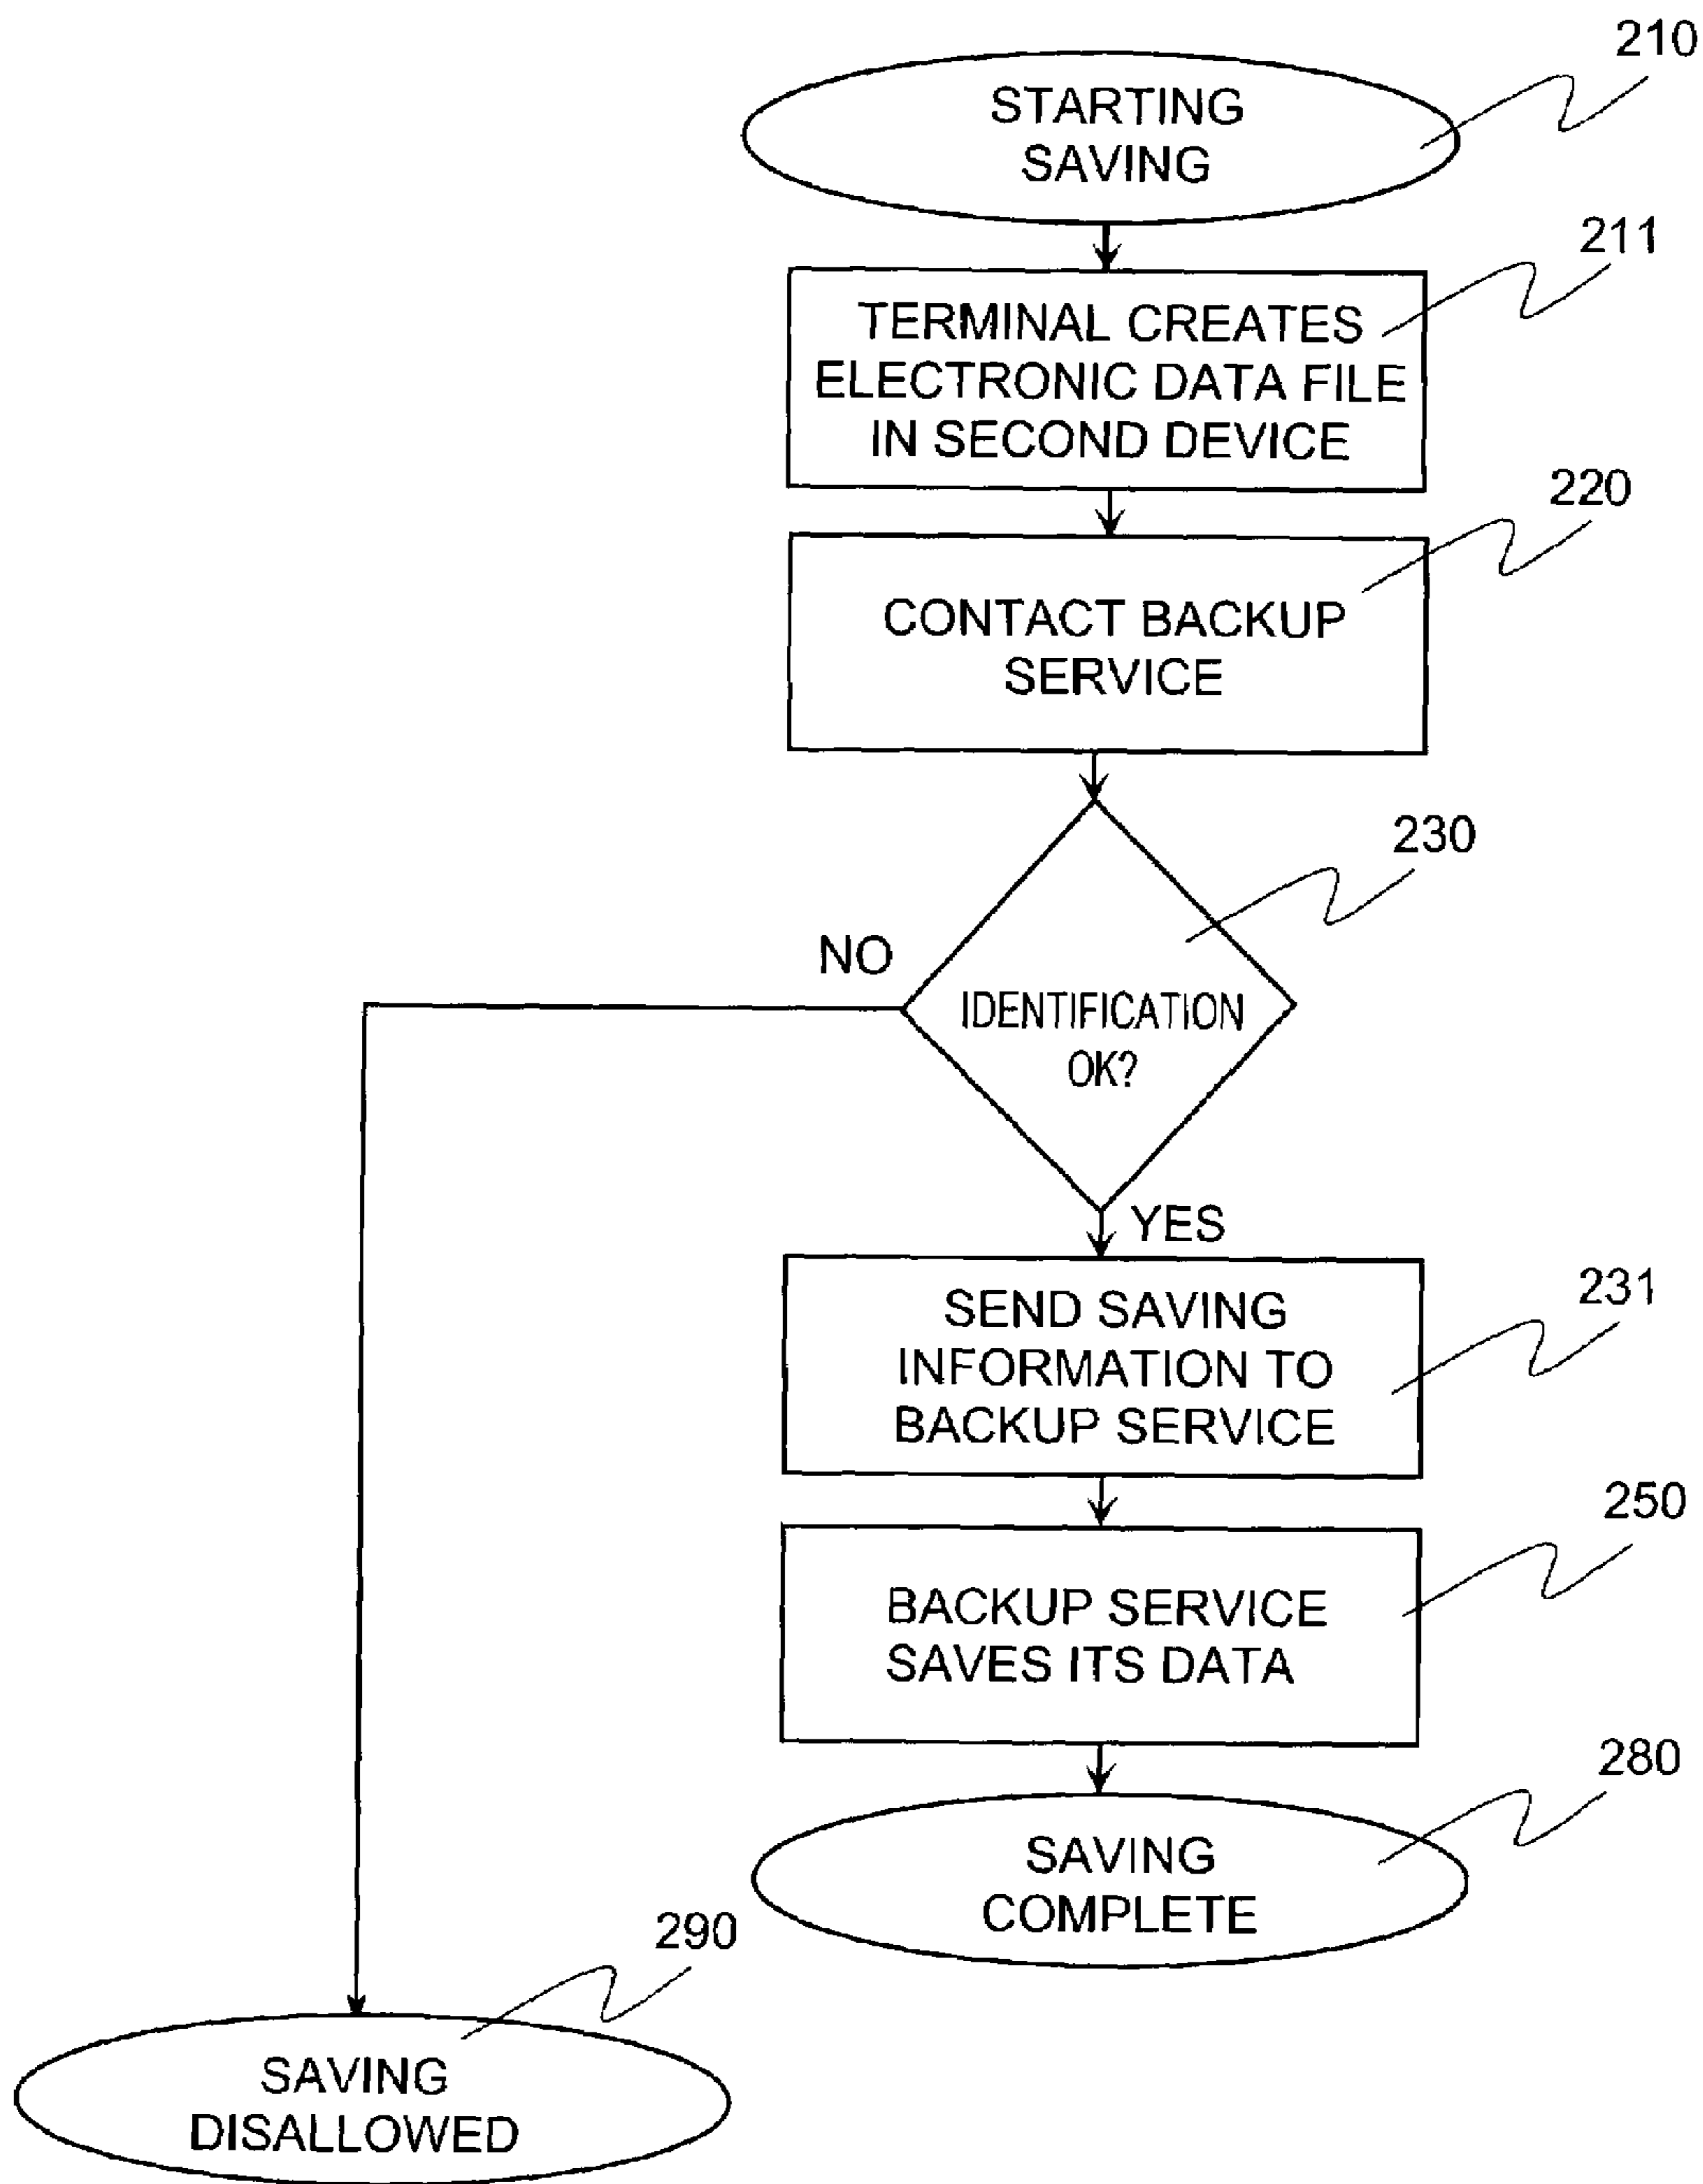 210
STARTING
SAVING
211
TERMINAL CREATES
ELECTRONIC DATA FILE
IN SECOND DEVICE
220
CONTACT BACKUP
SERVICE
230
NO
IDENTIFICATION
OK?
YES
231
SEND SAVING
INFORMATION TO
BACKUP SERVICE
250
BACKUP SERVICE
SAVES ITS DATA
280
SAVING
COMPLETE
290
SAVING
DISALLOWED